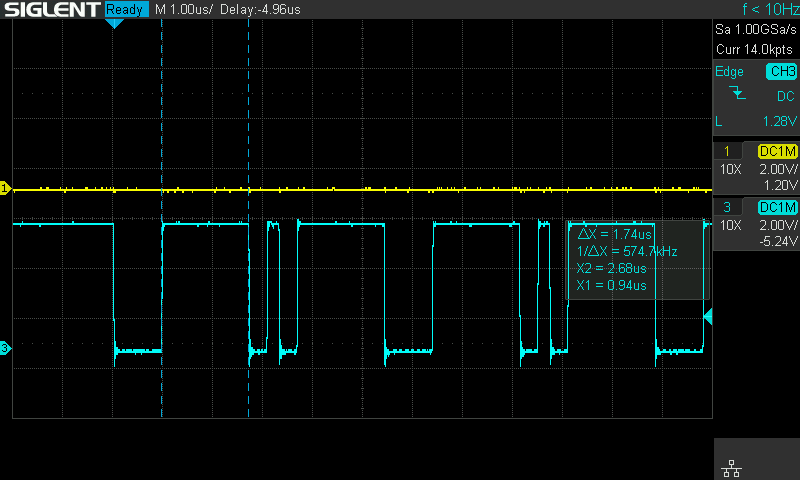 SIGLENT Ready M 1.00us/ Delay:-4.96us f < 10Hz
Sa 1.00GSa/s
Curr 14.0kpts
Edge CH3
DC
L 1.28V
1 DC1M
10X 2.00V/
1.20V
3 DC1M
10X 2.00V/
-5.24V
1
3
ΔX = 1.74us
1/ΔX = 574.7kHz
X2 = 2.68us
X1 = 0.94us